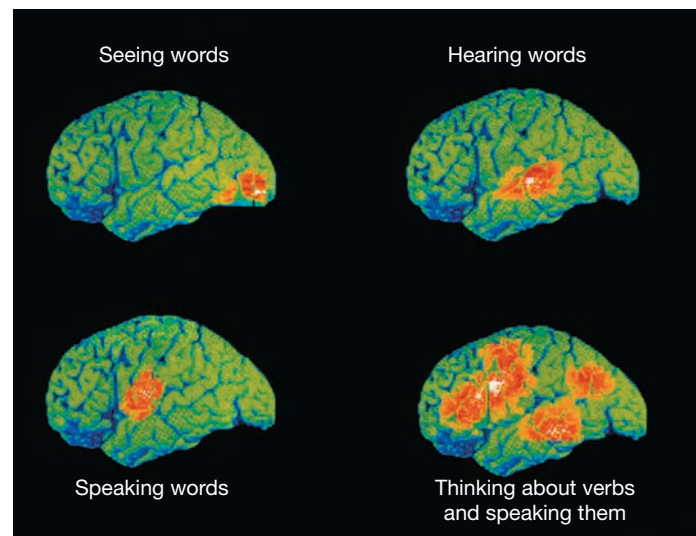 Seeing words
Hearing words
Speaking words
Thinking about verbs
and speaking them